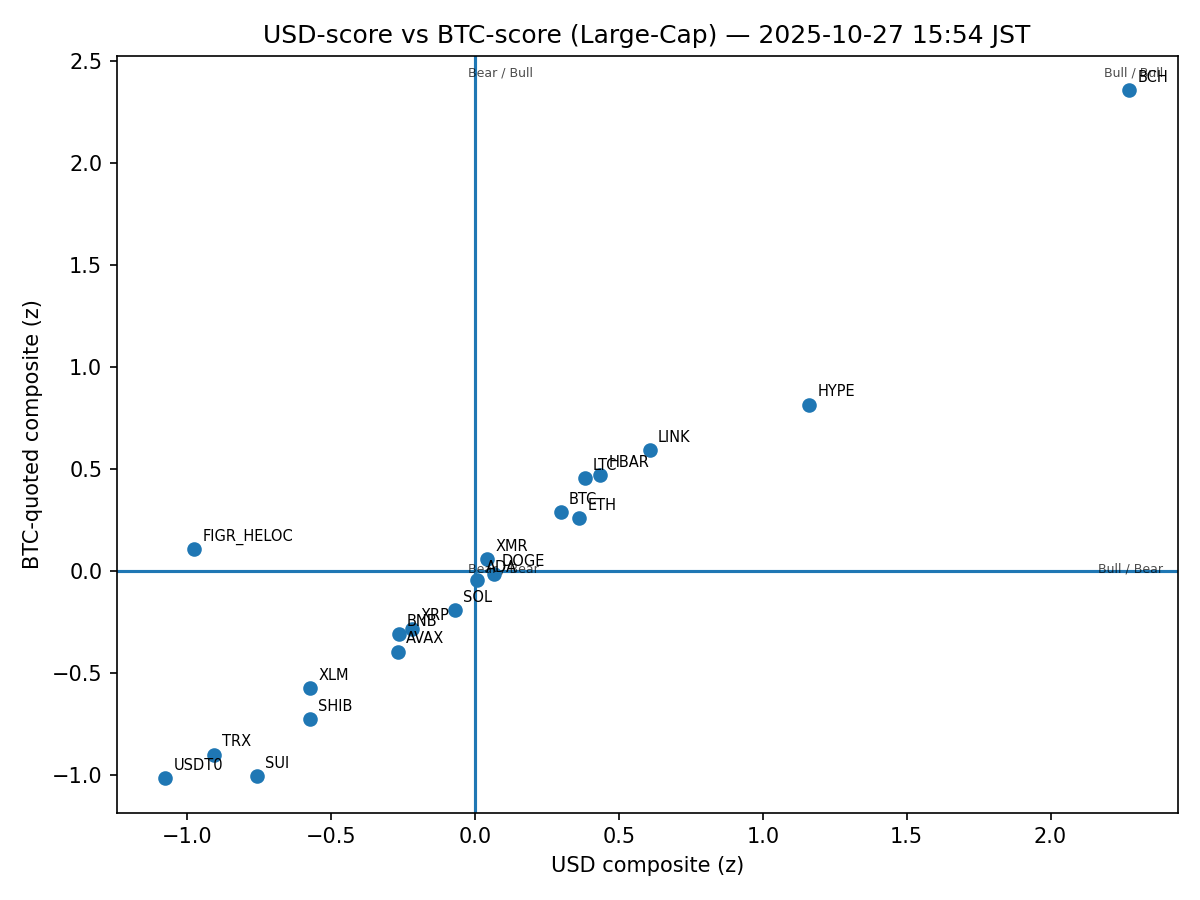 USD-score vs BTC-score (Large-Cap) — 2025-10-27 15:54 JST
2.5
2.0
1.5
1.0
0.5
0.0
−0.5
−1.0
BTC-quoted composite (z)
Bear / Bull
Bull / Bull
BCH
HYPE
LINK
HBAR
LTC
BTC
ETH
FIGR_HELOC
XMR
DOGE
ADA
Bear / Bear
Bull / Bear
SOL
XRP
BNB
AVAX
XLM
SHIB
TRX
USDT0
SUI
−1.0
−0.5
0.0
0.5
1.0
1.5
2.0
USD composite (z)